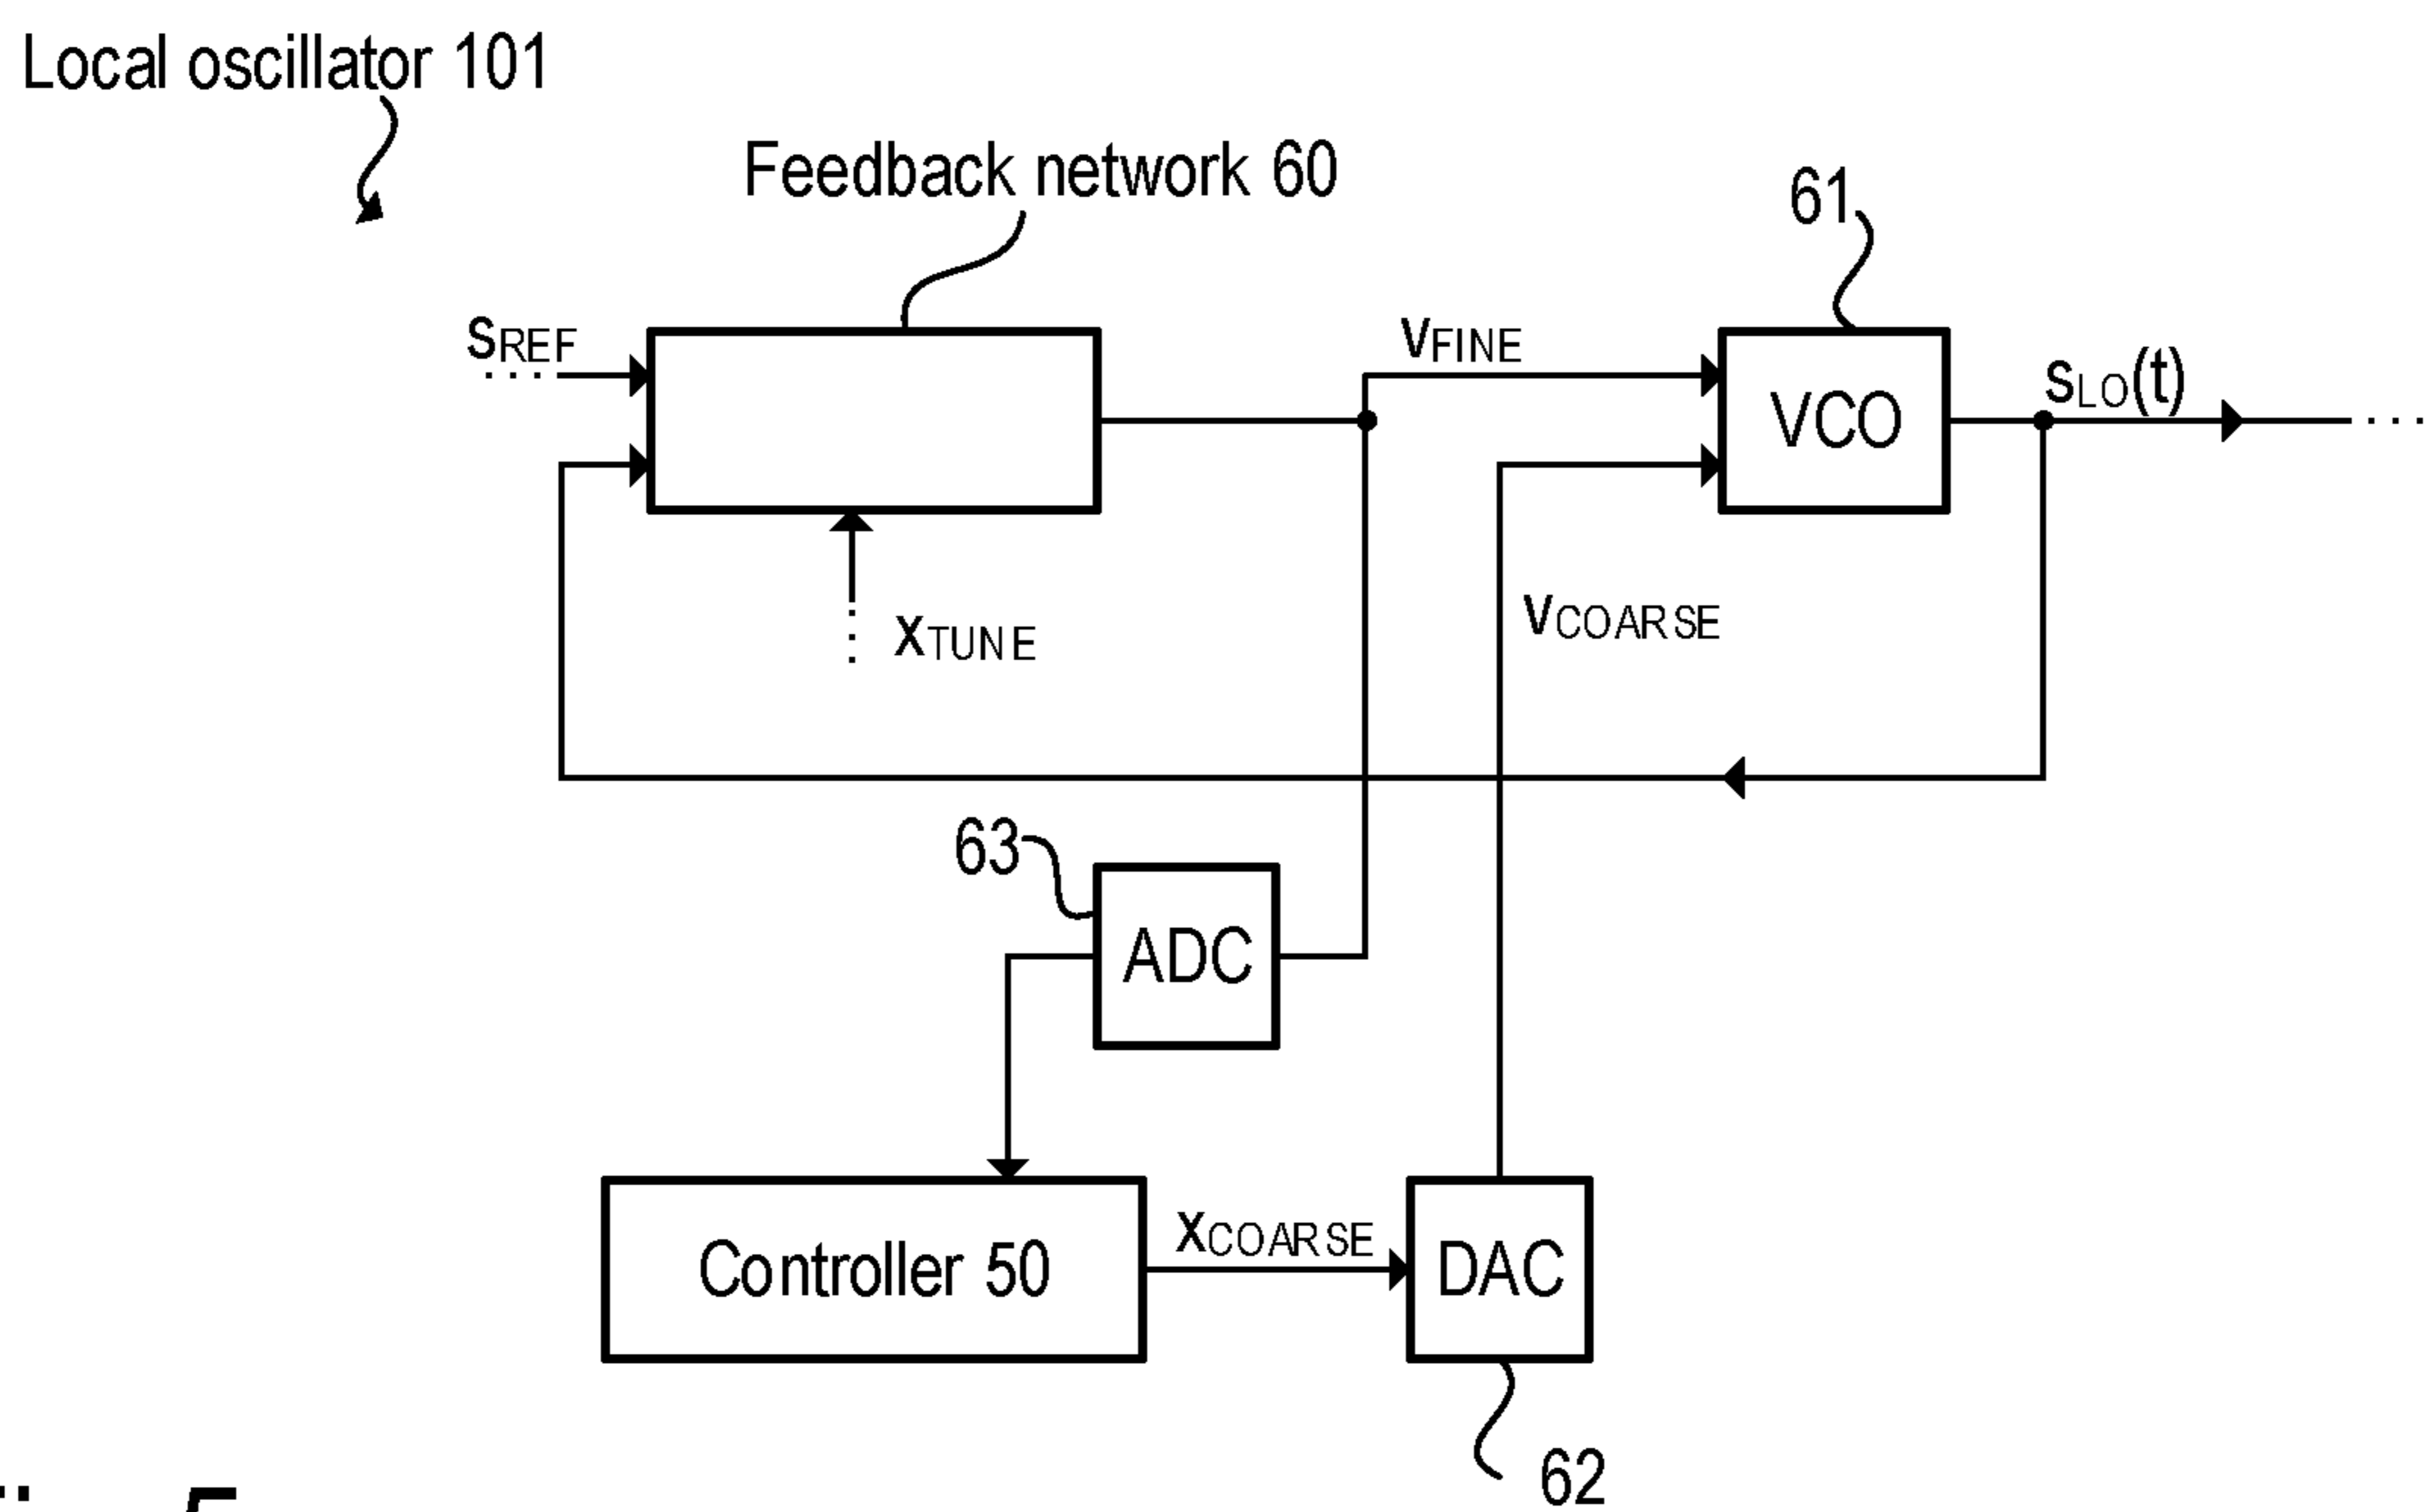 Local oscillator 101
Feedback network 60
61
SREF
VFINE
VCO
SLO(t)
XTUNE
VCOARSE
63
ADC
Controller 50
XCOARSE
DAC
62